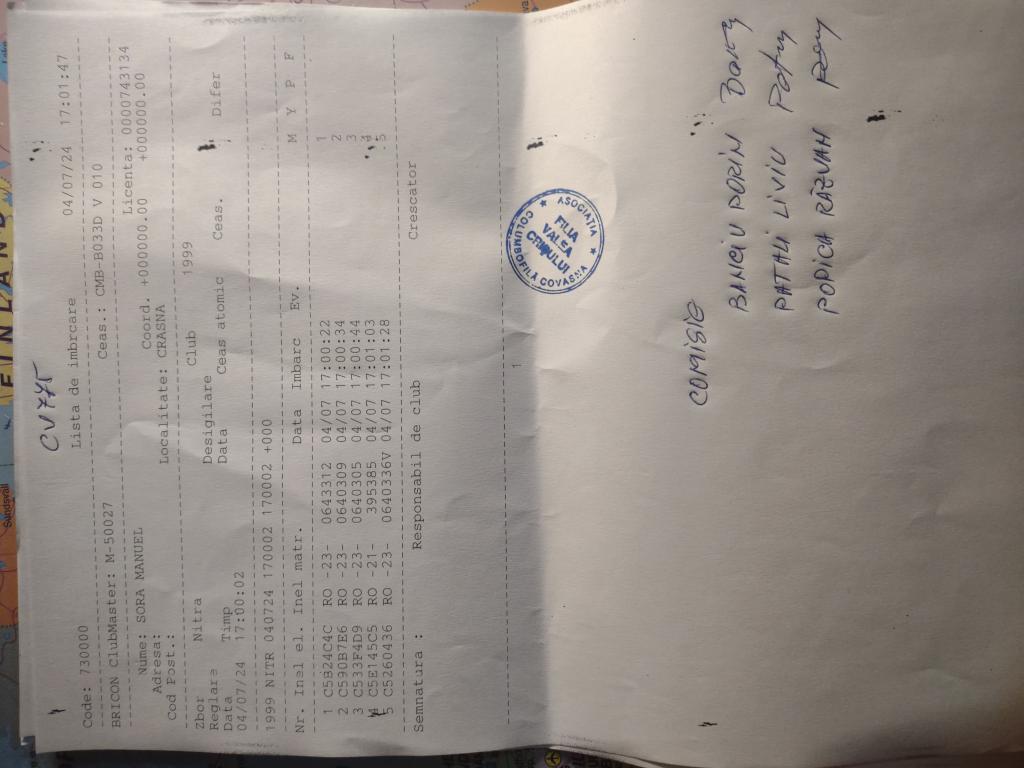 CV775
Lista de imbrcare 04/07/24 17:01:47
Code: 730000
BRICON ClubMaster: M-50027 Ceas.: CMB-B033D V 010
Nume: SORA MANUEL Licenta: 0000743134
Adresa: Coord. +000000.00 +0000000.00
Cod Post.: Localitate: CRASNA
Zbor Nitra Club 1999
Reglare Desigilare
Data Timp Data Ceas atomic Ceas. Difer
04/07/24 17:00:02
1999 NITR 040724 170002 170002 +000
Nr. Inel el. Inel matr. Data Imbarc Ev. M Y P F
1 C5B24C4C RO -23- 0643312 04/07 17:00:22 1
2 C590B7E6 RO -23- 0640309 04/07 17:00:34 2
3 C533F4D9 RO -23- 0640305 04/07 17:00:44 3
4 C5E145C5 RO -21- 395385 04/07 17:01:03 4
5 C5260436 RO -23- 0640336V 04/07 17:01:28 5
Semnatura : Responsabil de club Crescator
1
ASOCIATIA
COLUMBOFILA COVASNA
FILIA
VALEA
CRISULUI
COMISIE
BANCIU DORIN
PATHLI LIVIU
POPICA RAZVAN
FINLAND
Sundsvall